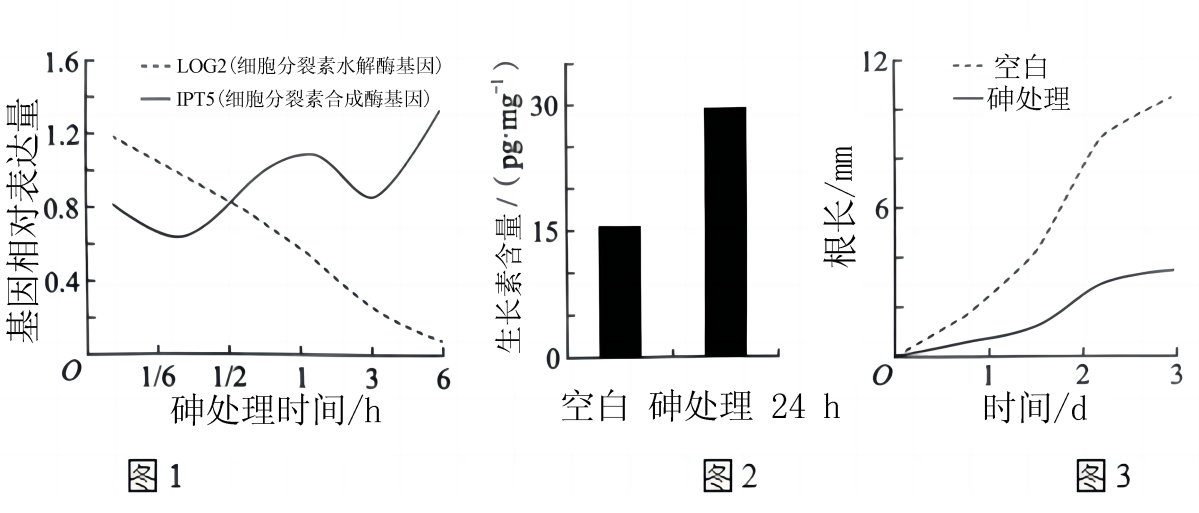 1.6
1.2
0.8
0.4
O
基因相对表达量
LOG2(细胞分裂素水解酶基因)
IPT5(细胞分裂素合成酶基因)
1/6 1/2 1 3 6
砷处理时间/h
图 1
生长素含量/(pg·mg⁻¹)
30
15
0
空白 砷处理 24 h
图 2
根长/mm
12
6
O
空白
砷处理
1 2 3
时间/d
图 3